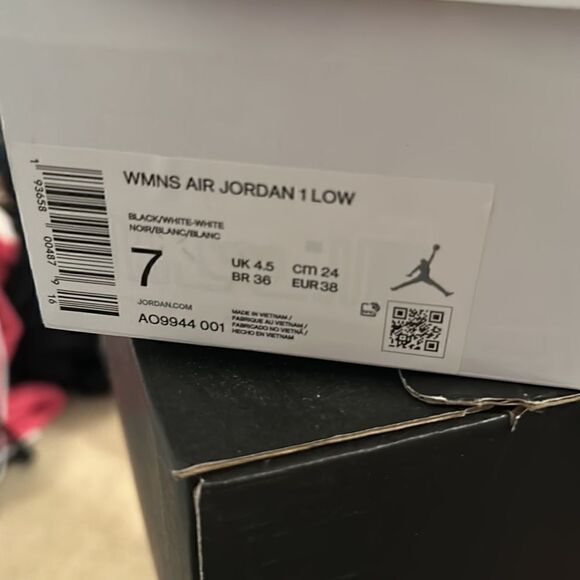 WMNS AIR JORDAN 1 LOW
BLACK/WHITE-WHITE
NOIR/BLANC/BLANC
7
UK 4.5 cm 24
BR 36 EUR 38
JORDAN.COM
AO9944 001
MADE IN VIETNAM /
FABRIQUE AU VIETNAM /
FABRICADO NO VIETNÃ /
HECHO EN VIETNAM
1 93658 00487 9 16